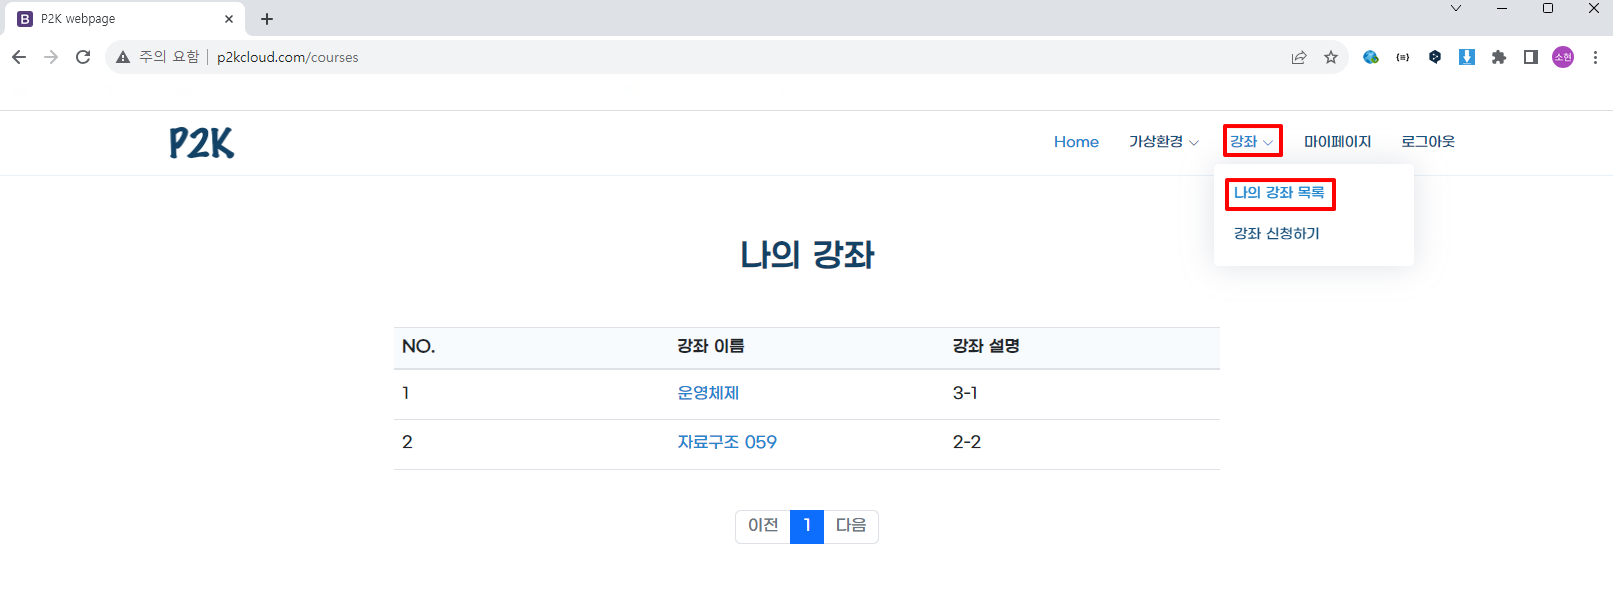 P2K webpage
주의 요함 | p2kcloud.com/courses
소현
P2K
Home 가상환경 강좌 마이페이지 로그아웃
나의 강좌 목록
강좌 신청하기
나의 강좌
NO. 강좌 이름 강좌 설명
1 운영체제 3-1
2 자료구조 059 2-2
이전 1 다음